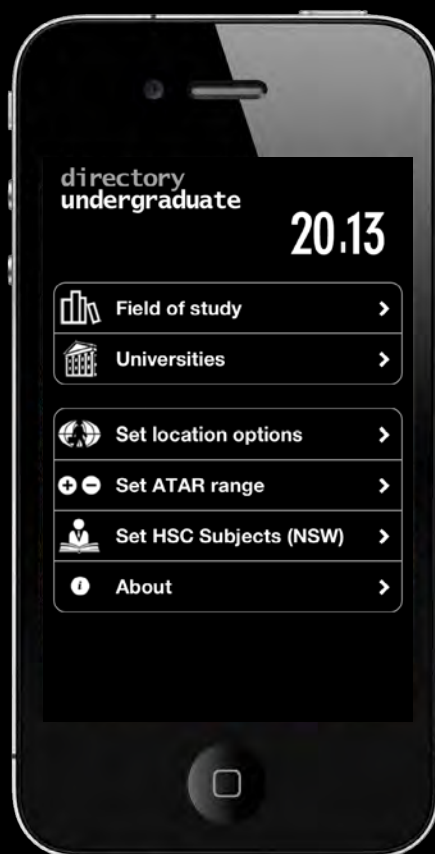 directory
undergraduate
20.13
Field of study
Universities
Set location options
Set ATAR range
Set HSC Subjects (NSW)
i About